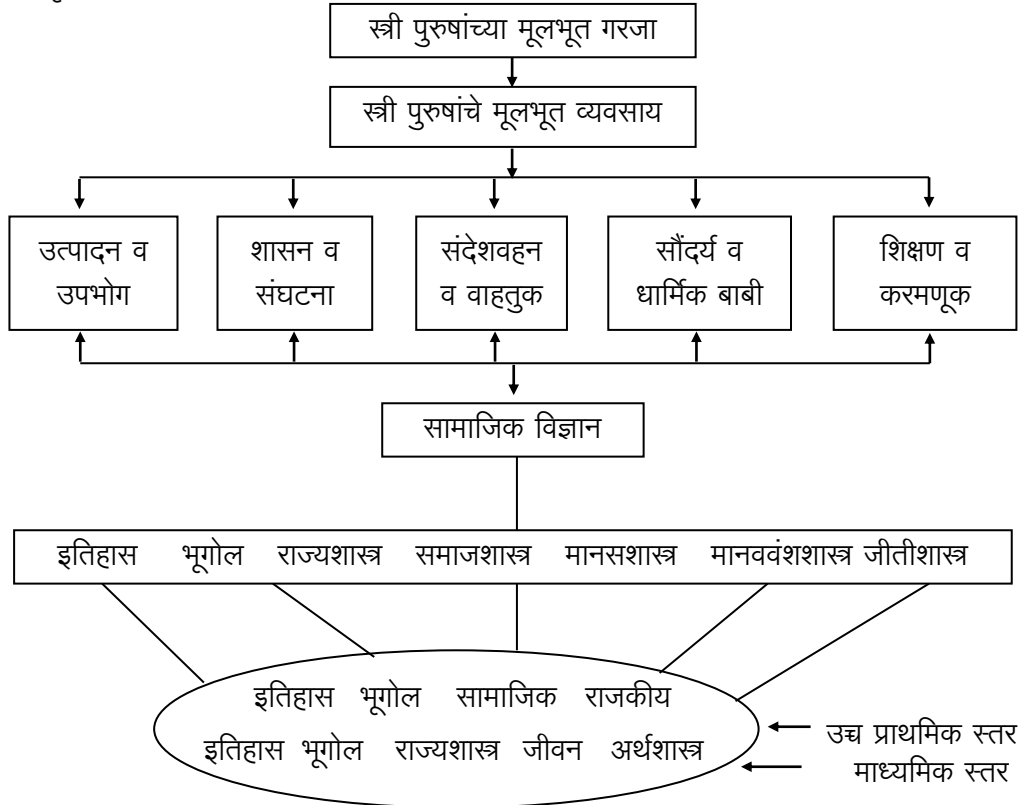 स्त्री पुरुषांच्या मूलभूत गरजा
स्त्री पुरुषांचे मूलभूत व्यवसाय
उत्पादन व
उपभोग
शासन व
संघटना
संदेशवहन
व वाहतुक
सौंदर्य व
धार्मिक बाबी
शिक्षण व
करमणूक
सामाजिक विज्ञान
इतिहास भूगोल राज्यशास्त्र समाजशास्त्र मानसशास्त्र मानववंशशास्त्र जीतीशास्त्र
इतिहास भूगोल सामाजिक राजकीय
इतिहास भूगोल राज्यशास्त्र जीवन अर्थशास्त्र
उच्च प्राथमिक स्तर
माध्यमिक स्तर